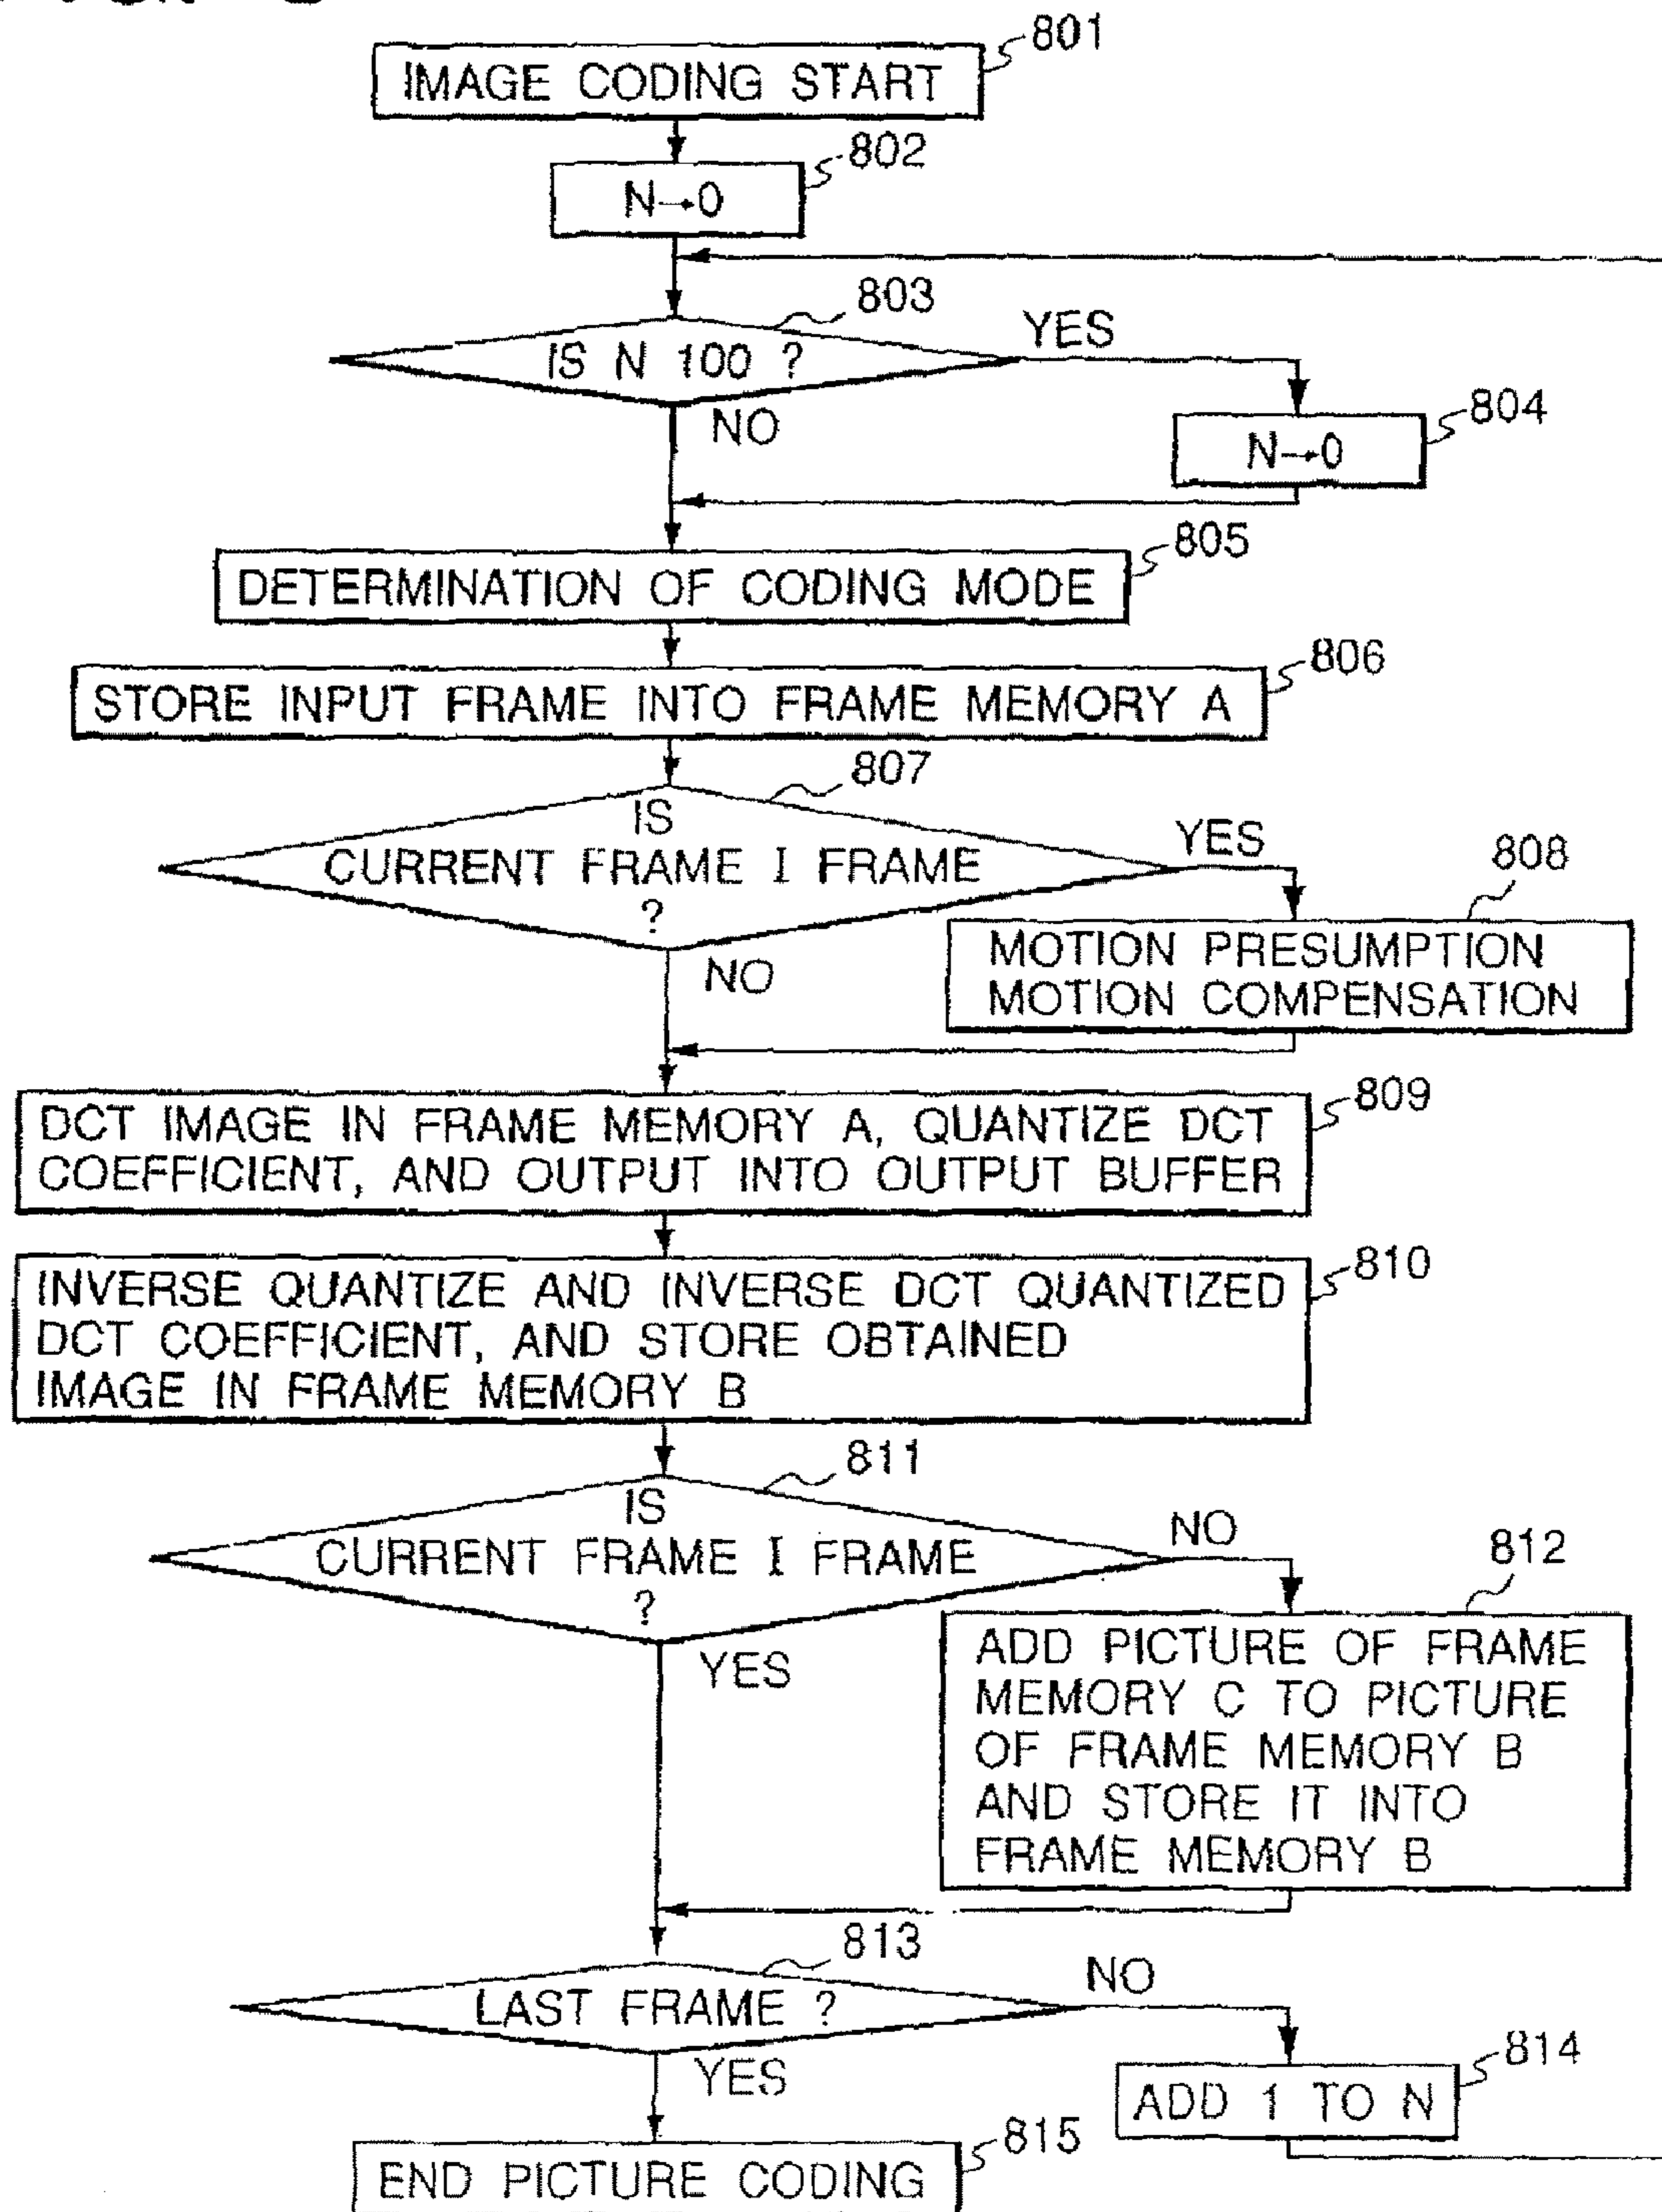 801
IMAGE CODING START
802
N→0
803
IS N 100 ?
YES
NO
804
N→0
805
DETERMINATION OF CODING MODE
806
STORE INPUT FRAME INTO FRAME MEMORY A
807
IS
CURRENT FRAME I FRAME
?
YES
NO
808
MOTION PRESUMPTION
MOTION COMPENSATION
809
DCT IMAGE IN FRAME MEMORY A, QUANTIZE DCT
COEFFICIENT, AND OUTPUT INTO OUTPUT BUFFER
810
INVERSE QUANTIZE AND INVERSE DCT QUANTIZED
DCT COEFFICIENT, AND STORE OBTAINED
IMAGE IN FRAME MEMORY B
811
IS
CURRENT FRAME I FRAME
?
NO
YES
812
ADD PICTURE OF FRAME
MEMORY C TO PICTURE
OF FRAME MEMORY B
AND STORE IT INTO
FRAME MEMORY B
813
LAST FRAME ?
NO
YES
814
ADD 1 TO N
815
END PICTURE CODING